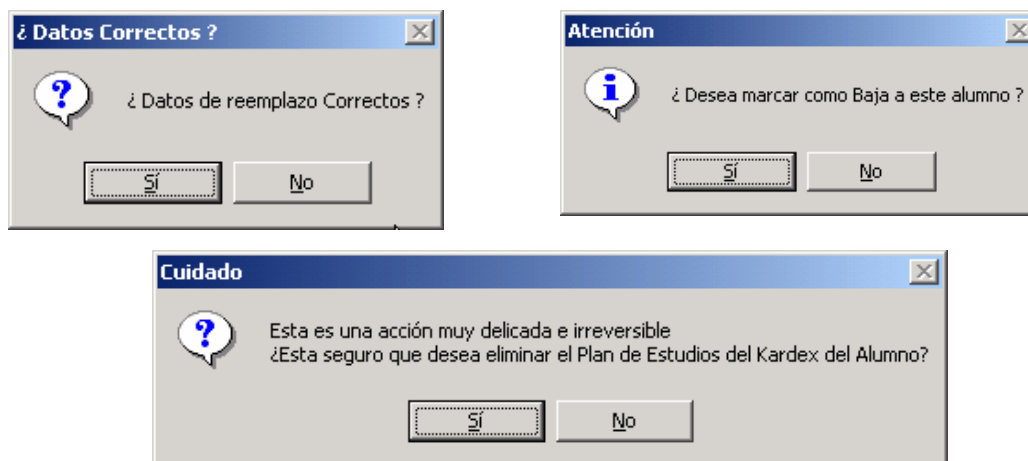 ¿ Datos Correctos ?
¿ Datos de reemplazo Correctos ?
Sí
No
Atención
¿ Desea marcar como Baja a este alumno ?
Sí
No
Cuidado
Esta es una acción muy delicada e irreversible
¿Esta seguro que desea eliminar el Plan de Estudios del Kardex del Alumno?
Sí
No